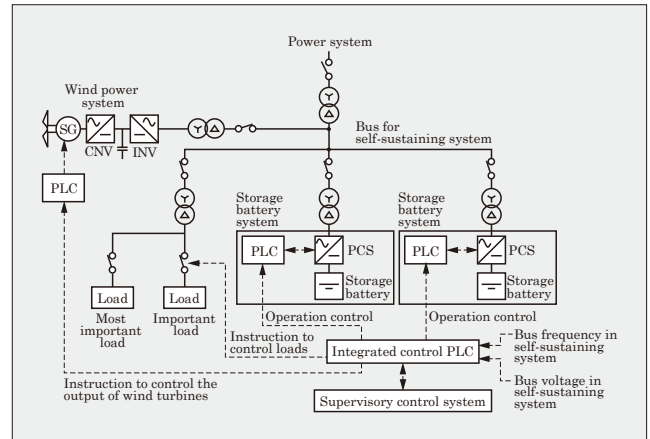 Power system
Wind power
system
SG
CNV
INV
Bus for
self-sustaining system
PLC
Storage
battery
system
PLC
PCS
Storage
battery
Storage
battery
system
PLC
PCS
Storage
battery
Load
Load
Most
important
load
Important
load
Operation control
Operation control
Instruction to
control loads
Integrated control PLC
Bus frequency in
self-sustaining
system
Bus voltage in
self-sustaining
system
Instruction to control the
output of wind turbines
Supervisory control system